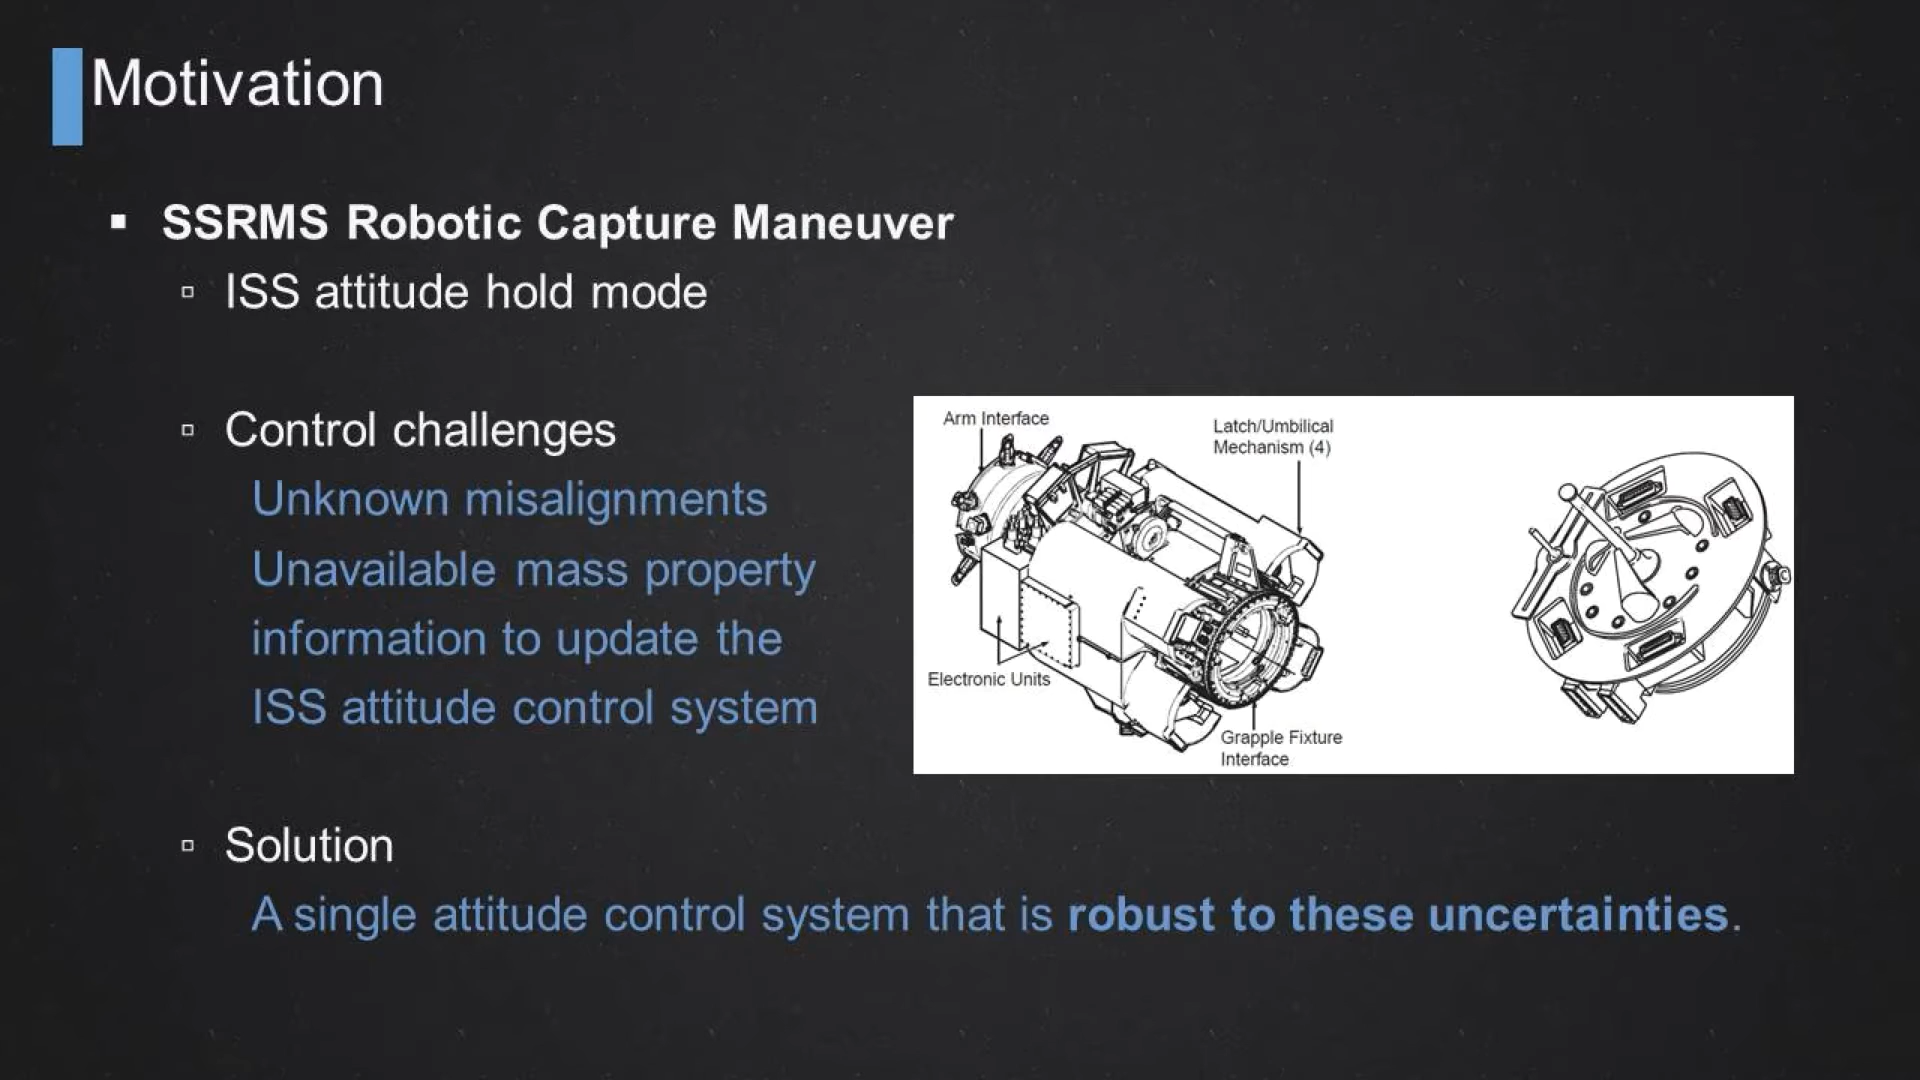 Motivation
SSRMS Robotic Capture Maneuver
ISS attitude hold mode
Control challenges
Unknown misalignments
Unavailable mass property
information to update the
ISS attitude control system
Arm Interface
Latch/Umbilical
Mechanism (4)
Electronic Units
Grapple Fixture
Interface
Solution
A single attitude control system that is robust to these uncertainties.